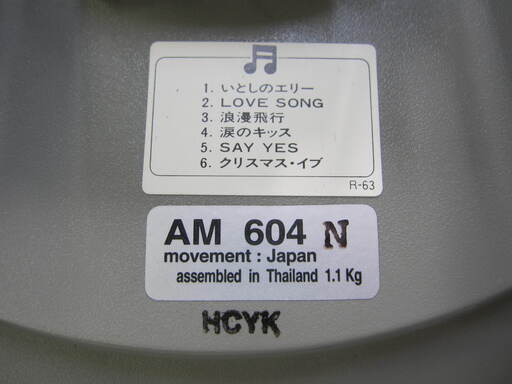 1. いとしのエリー
2. LOVE SONG
3. 浪漫飛行
4. 涙のキッス
5. SAY YES
6. クリスマス・イブ
R-63
AM 604 N
movement : Japan
assembled in Thailand 1.1 Kg
HCYK